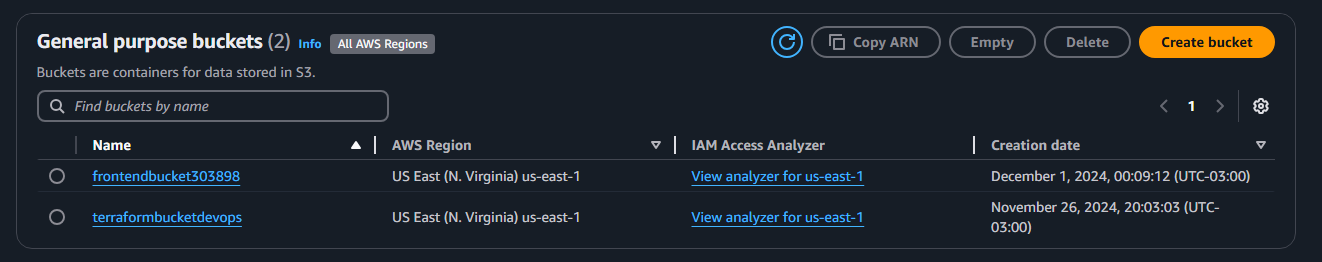 General purpose buckets (2) Info All AWS Regions
Copy ARN Empty Delete Create bucket
Buckets are containers for data stored in S3.
Find buckets by name
1
Name AWS Region IAM Access Analyzer Creation date
frontendbucket303898 US East (N. Virginia) us-east-1 View analyzer for us-east-1 December 1, 2024, 00:09:12 (UTC-03:00)
terraformbucketdevops US East (N. Virginia) us-east-1 View analyzer for us-east-1 November 26, 2024, 20:03:03 (UTC-
03:00)